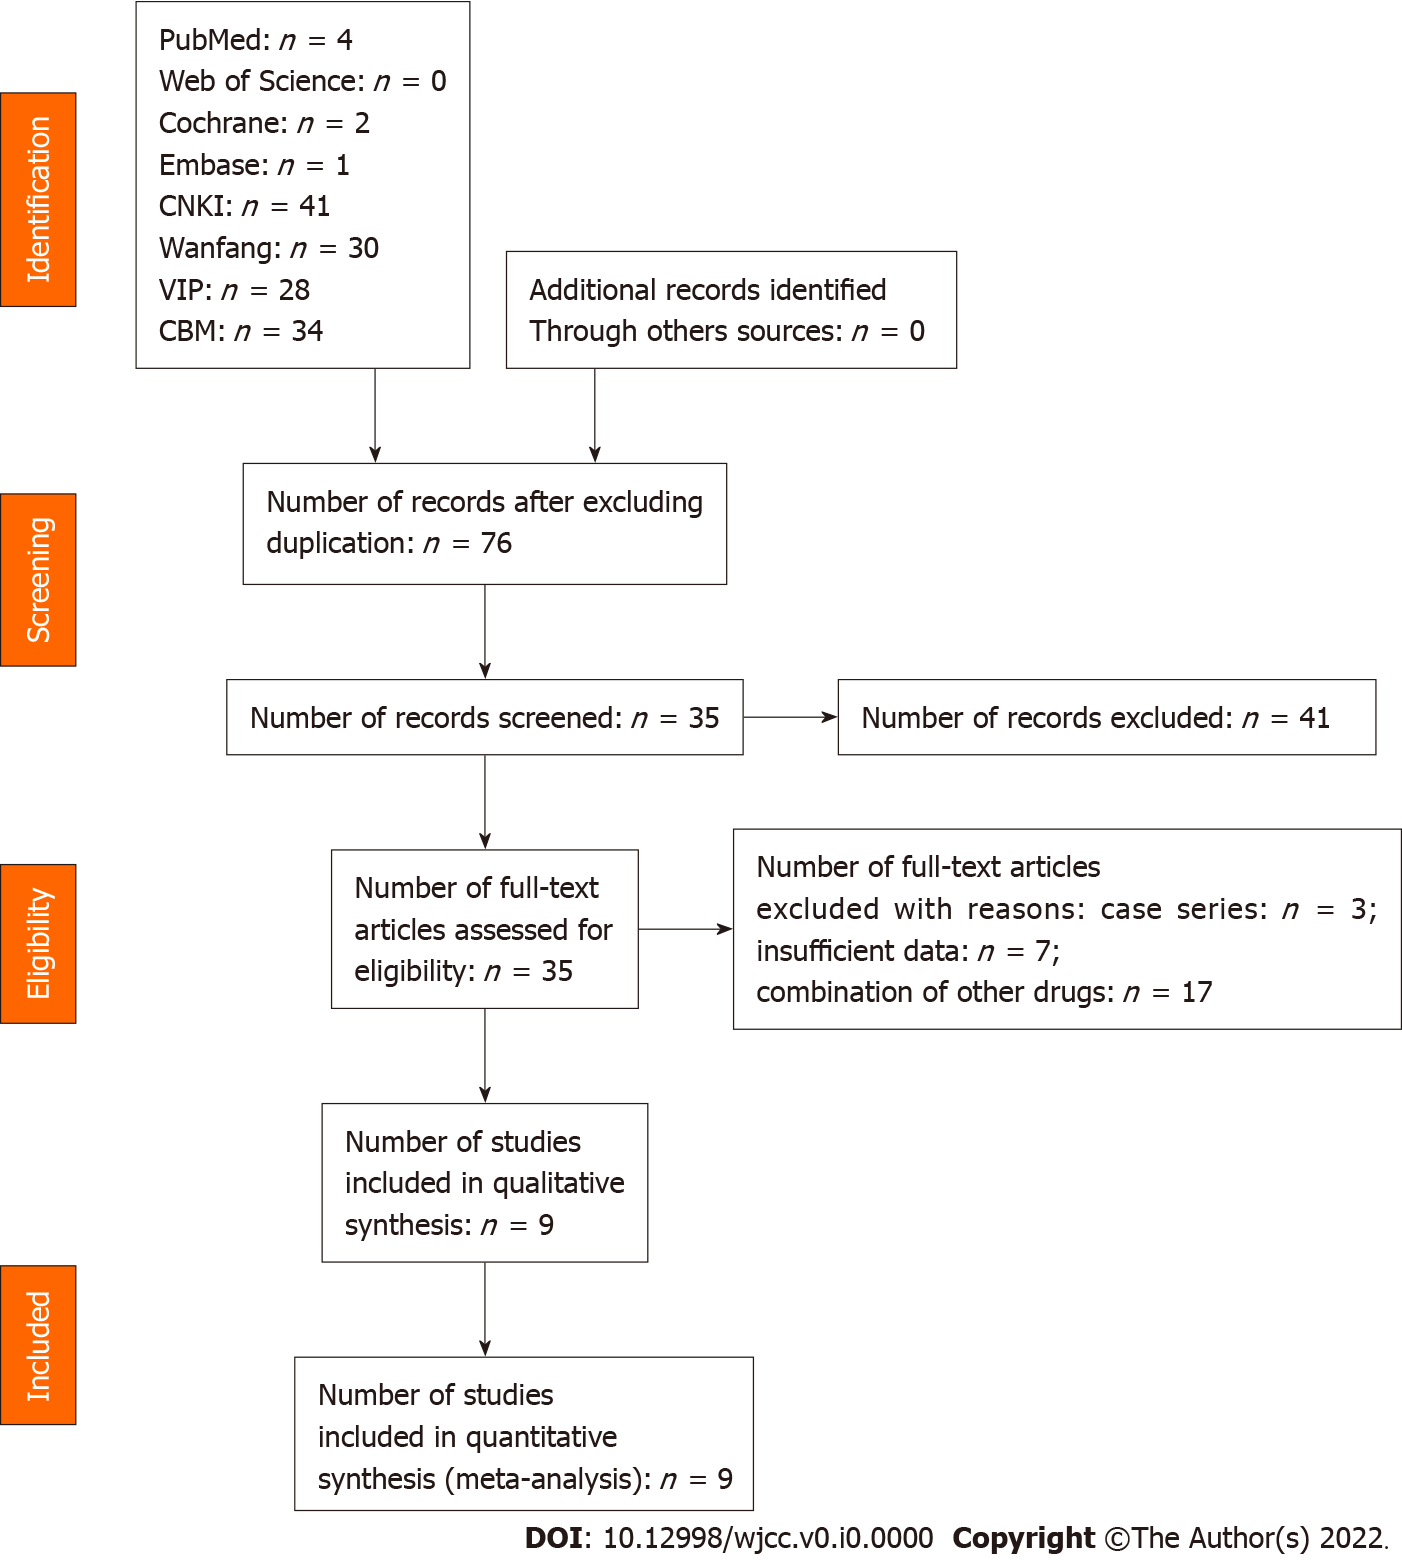 Identification
PubMed: n = 4
Web of Science: n = 0
Cochrane: n = 2
Embase: n = 1
CNKI: n = 41
Wanfang: n = 30
VIP: n = 28
CBM: n = 34
Additional records identified
Through others sources: n = 0
Screening
Number of records after excluding
duplication: n = 76
Number of records screened: n = 35
Number of records excluded: n = 41
Eligibility
Number of full-text
articles assessed for
eligibility: n = 35
Number of full-text articles
excluded with reasons: case series: n = 3;
insufficient data: n = 7;
combination of other drugs: n = 17
Number of studies
included in qualitative
synthesis: n = 9
Included
Number of studies
included in quantitative
synthesis (meta-analysis): n = 9
DOI: 10.12998/wjcc.v0.i0.0000 Copyright ©The Author(s) 2022.